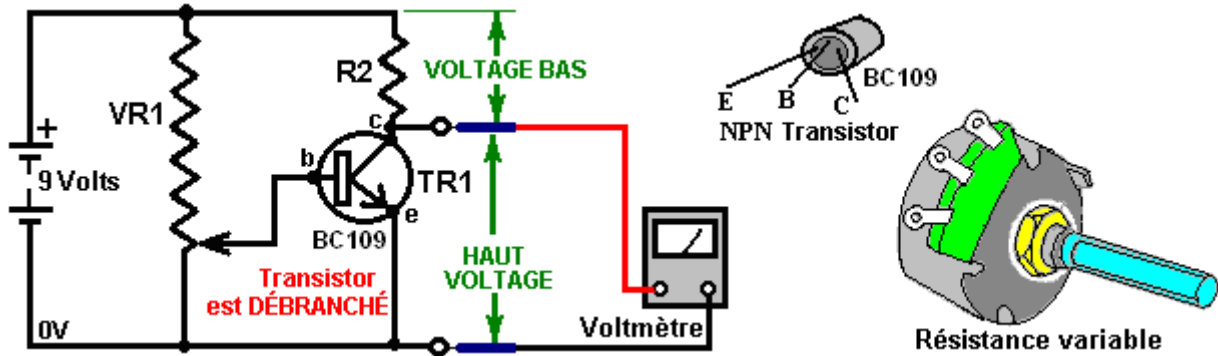 R2
VOLTAGE BAS
VR1
c
+
9 Volts
b
TR1
e
BC109
Transistor
est DÉBRANCHÉ
HAUT
VOLTAGE
0V
Voltmètre
BC109
E
B
C
NPN Transistor
Résistance variable